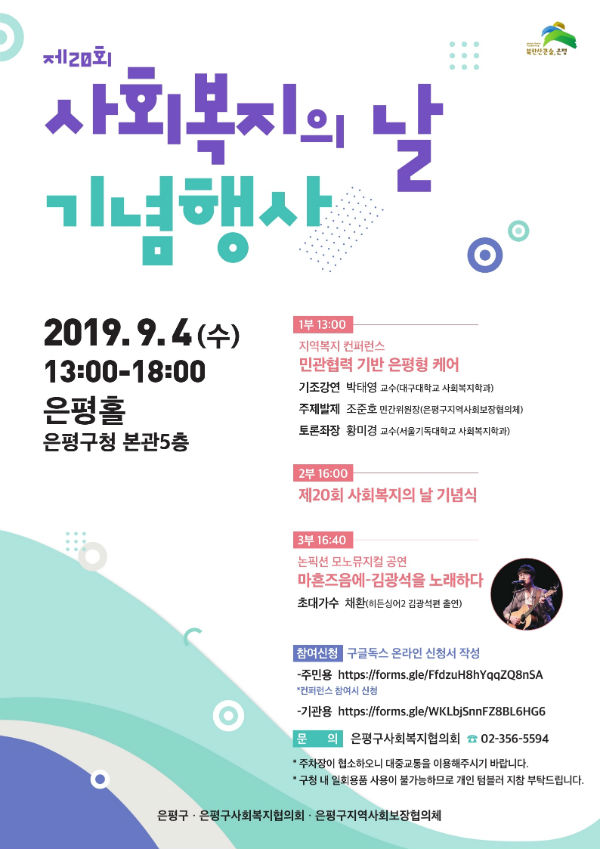 제20회
사회복지의 날
기념행사
북한산 큰 숲, 은평
2019. 9. 4 (수)
13:00-18:00
은평홀
은평구청 본관5층
1부 13:00
지역복지 컨퍼런스
민관협력 기반 은평형 케어
기조강연 박태영 교수(대구대학교 사회복지학과)
주제발제 조준호 민간위원장(은평구지역사회보장협의체)
토론좌장 황미경 교수(서울기독대학교 사회복지학과)
2부 16:00
제20회 사회복지의 날 기념식
3부 16:40
논픽션 모노뮤지컬 공연
마흔즈음에-김광석을 노래하다
초대가수 채환(히든싱어2 김광석편 출연)
참여신청 구글독스 온라인 신청서 작성
-주민용 https://forms.gle/FfdzuH8hYqqZQ8nSA
*컨퍼런스 참여시 신청
-기관용 https://forms.gle/WKLbjSnnFZ8BL6HG6
문 의 은평구사회복지협의회 ☎ 02-356-5594
* 주차장이 협소하오니 대중교통을 이용해주시기 바랍니다.
* 구청 내 일회용품 사용이 불가능하므로 개인 텀블러 지참 부탁드립니다.
은평구 · 은평구사회복지협의회 · 은평구지역사회보장협의체